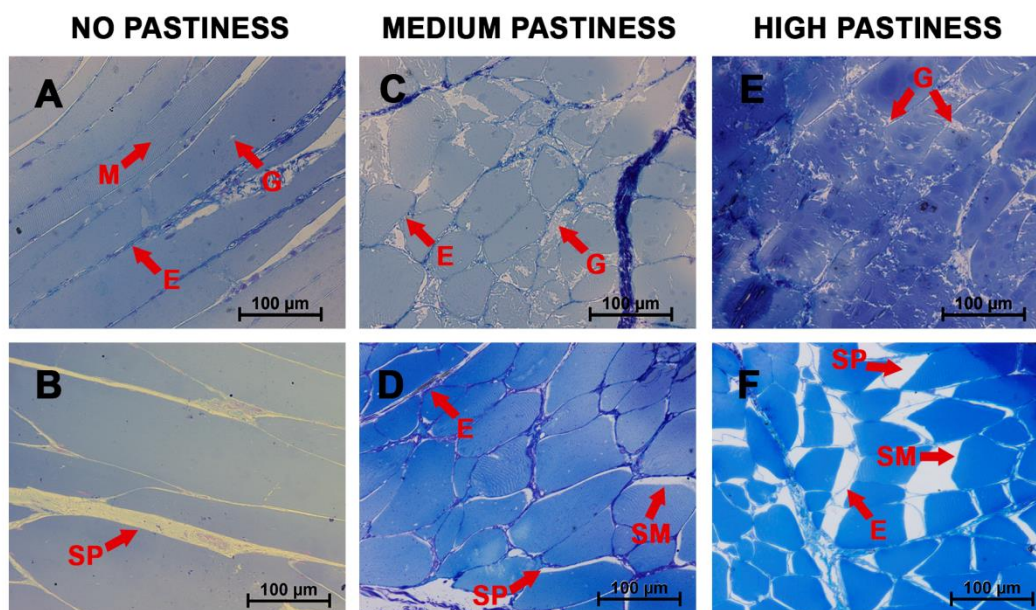 NO PASTINESS
MEDIUM PASTINESS
HIGH PASTINESS
A
M
G
E
100 µm
C
E
G
100 µm
E
G
100 µm
B
SP
100 µm
D
E
SM
SP
100 µm
F
SP
SM
E
100 µm